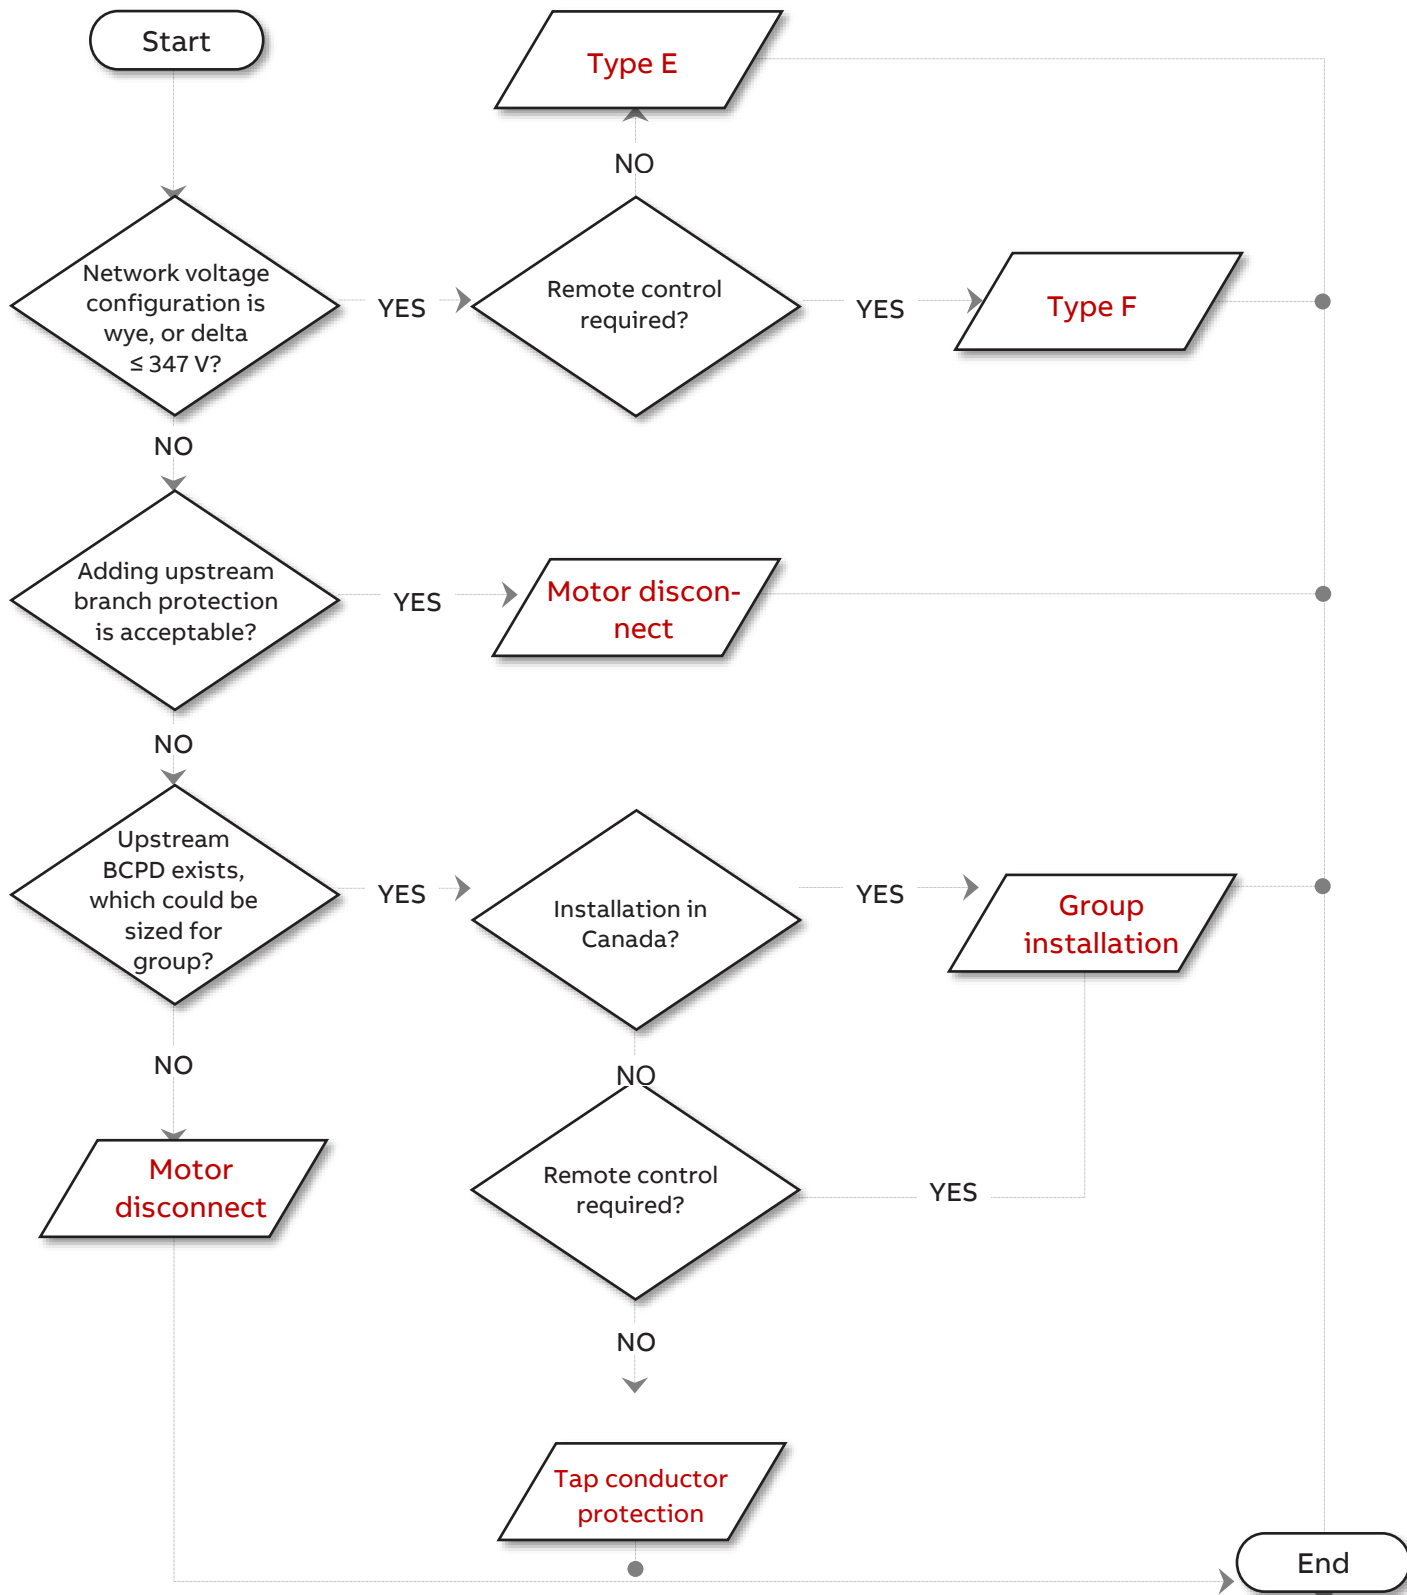 Start
Type E
NO
Network voltage
configuration is
wye, or delta
≤ 347 V?
YES
Remote control
required?
YES
Type F
NO
Adding upstream
branch protection
is acceptable?
YES
Motor discon-
nect
NO
Upstream
BCPD exists,
which could be
sized for
group?
YES
Installation in
Canada?
YES
Group
installation
NO
NO
Motor
disconnect
Remote control
required?
YES
NO
Tap conductor
protection
End